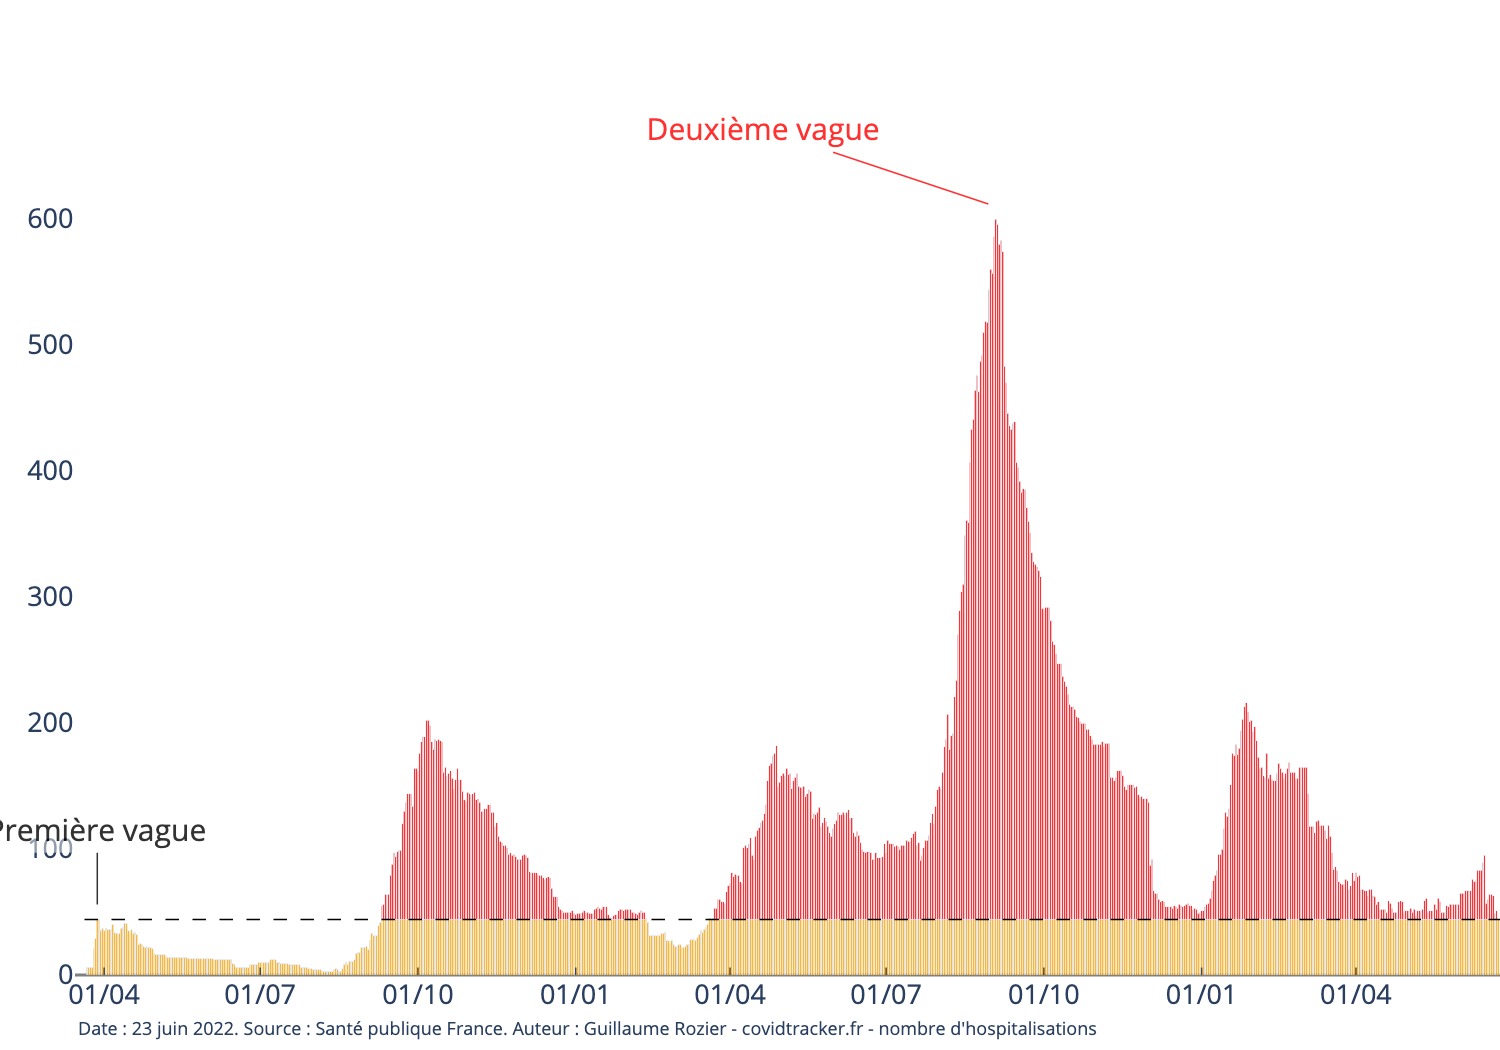 Deuxième vague
600
500
400
300
200
Première vague
100
0
01/04 01/07 01/10 01/01 01/04 01/07 01/10 01/01 01/04
Date : 23 juin 2022. Source : Santé publique France. Auteur : Guillaume Rozier - covidtracker.fr - nombre d'hospitalisations